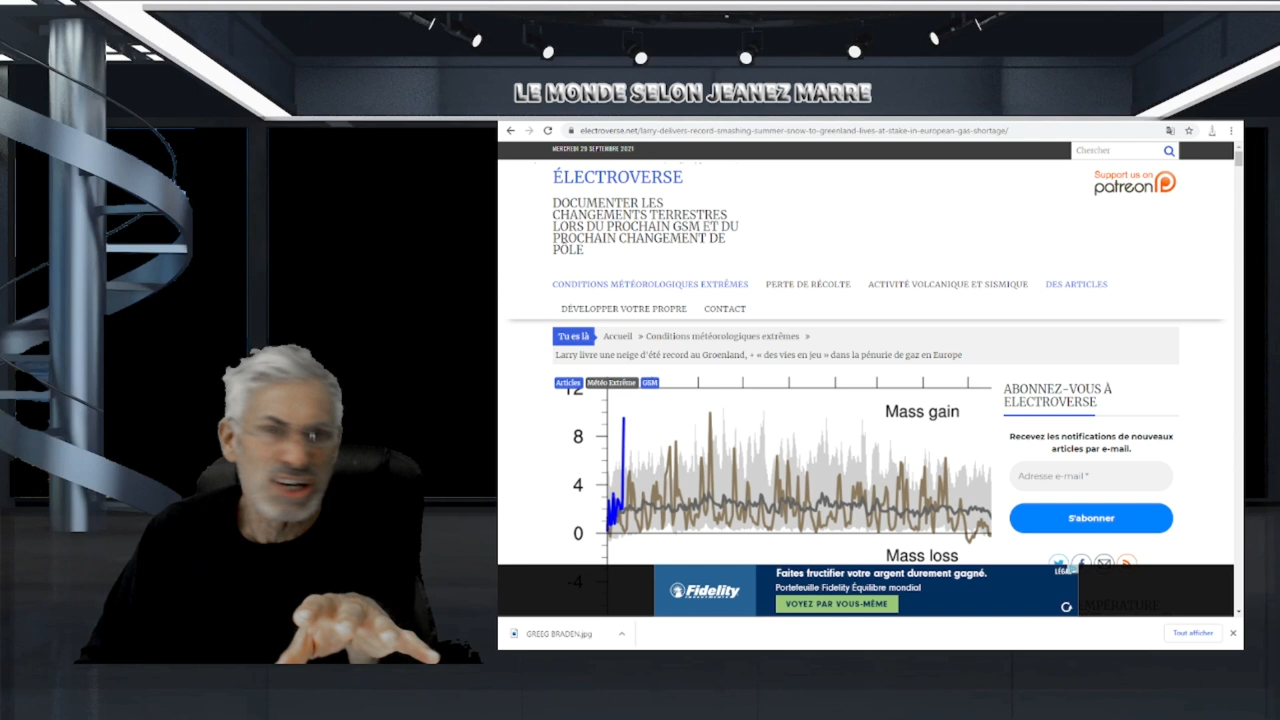 LE MONDE SELON JEANEZ MARRE
electroverse.net/larry-delivers-record-smashing-summer-snow-to-greenland-lives-at-stake-in-european-gas-shortage/
MERCREDI 29 SEPTEMBRE 2021
Chercher
ÉLECTROVERSE
Support us on
patreon
DOCUMENTER LES
CHANGEMENTS TERRESTRES
LORS DU PROCHAIN GSM ET DU
PROCHAIN CHANGEMENT DE
PÔLE
CONDITIONS MÉTÉOROLOGIQUES EXTRÊMES PERTE DE RÉCOLTE ACTIVITÉ VOLCANIQUE ET SISMIQUE DES ARTICLES
DÉVELOPPER VOTRE PROPRE CONTACT
Tu es là Accueil » Conditions météorologiques extrêmes »
Larry livre une neige d'été record au Groenland, + « des vies en jeu » dans la pénurie de gaz en Europe
Articles Météo Extrême GSM
12
Mass gain
8
4
0
Mass loss
-4
ABONNEZ-VOUS À
ELECTROVERSE
Recevez les notifications de nouveaux
articles par e-mail.
Adresse e-mail *
S'abonner
Fidelity
INVESTMENTS
Faites fructifier votre argent durement gagné.
Portefeuille Fidelity Équilibre mondial
VOYEZ PAR VOUS-MÊME
LÉGAL
EMPÉRATURE
GREEG BRADEN.jpg
Tout afficher